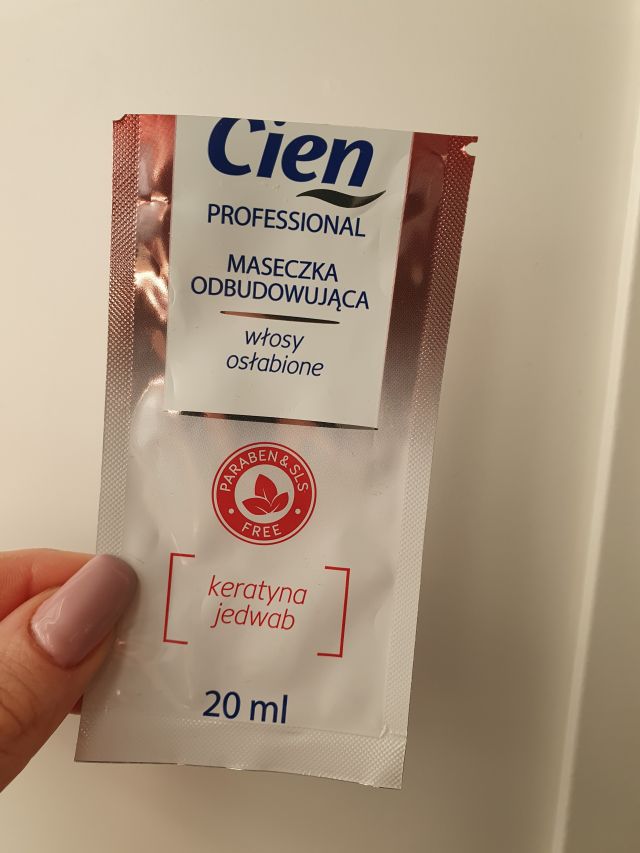 Cien
PROFESSIONAL
MASECZKA
ODBUDOWUJĄCA
włosy
osłabione
PARABEN & SLS
FREE
keratyna
jedwab
20 ml